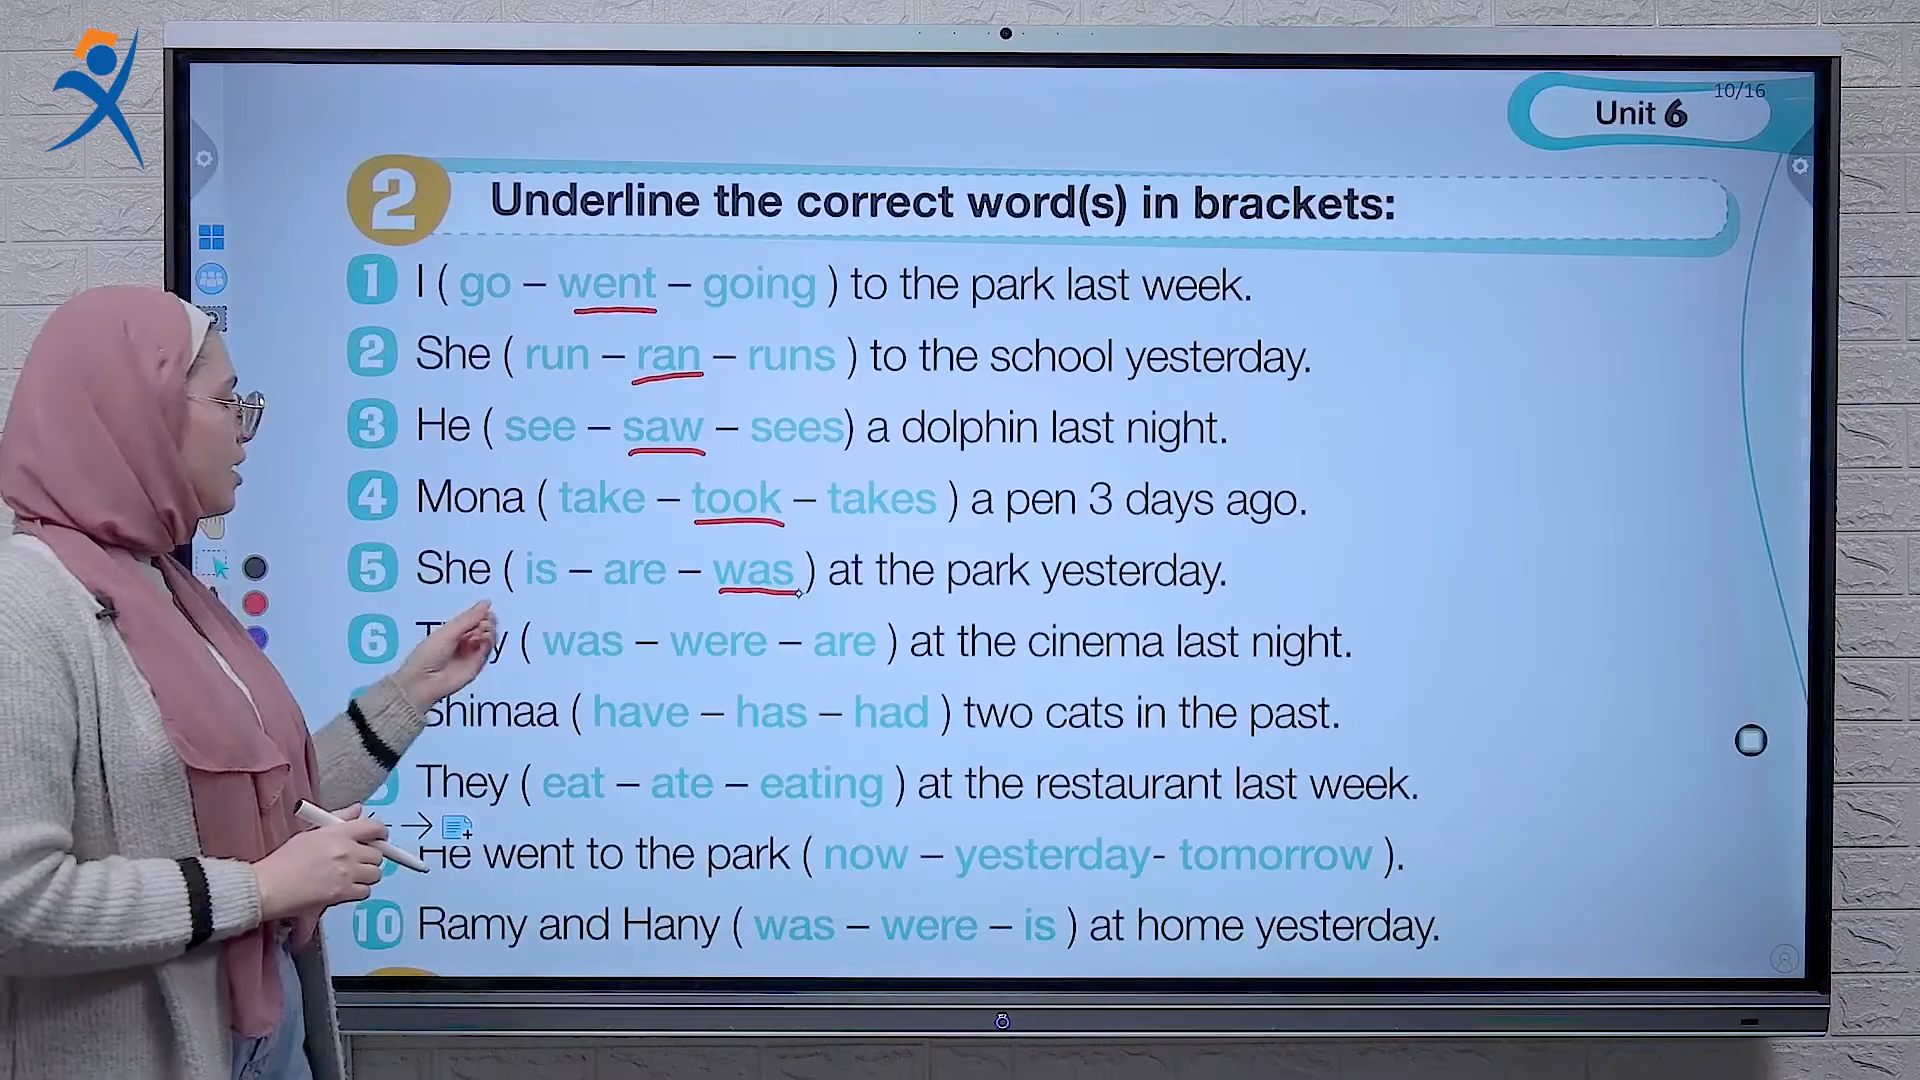 10/16
Unit 6
2 Underline the correct word(s) in brackets:
1 I ( go – went – going ) to the park last week.
2 She ( run – ran – runs ) to the school yesterday.
3 He ( see – saw – sees) a dolphin last night.
4 Mona ( take – took – takes ) a pen 3 days ago.
5 She ( is – are – was ) at the park yesterday.
6 ( was – were – are ) at the cinema last night.
Shimaa ( have – has – had ) two cats in the past.
They ( eat – ate – eating ) at the restaurant last week.
He went to the park ( now – yesterday- tomorrow ).
10 Ramy and Hany ( was – were – is ) at home yesterday.